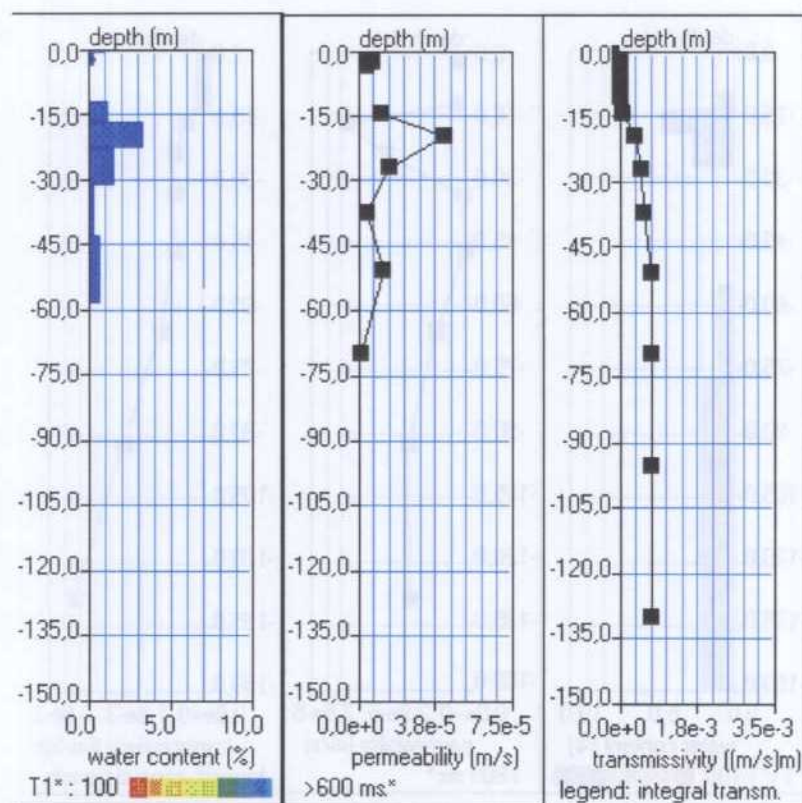 depth (m)
0,0
-15,0
-30,0
-45,0
-60,0
-75,0
-90,0
-105,0
-120,0
-135,0
-150,0
0,0 5,0 10,0
water content (%)
T1* : 100
depth (m)
0.0
-15.0
-30.0
-45.0
-60.0
-75.0
-90.0
-105.0
-120.0
-135.0
-150.0
0.0e+0 3.8e-5 7.5e-5
permeability (m/s)
>600 ms.*
depth (m)
0,0
-15,0
-30,0
-45,0
-60,0
-75,0
-90,0
-105,0
-120,0
-135,0
-150,0
0.0e+0 1.8e-3 3.5e-3
transmissivity ((m/s)m)
legend: integral transm.